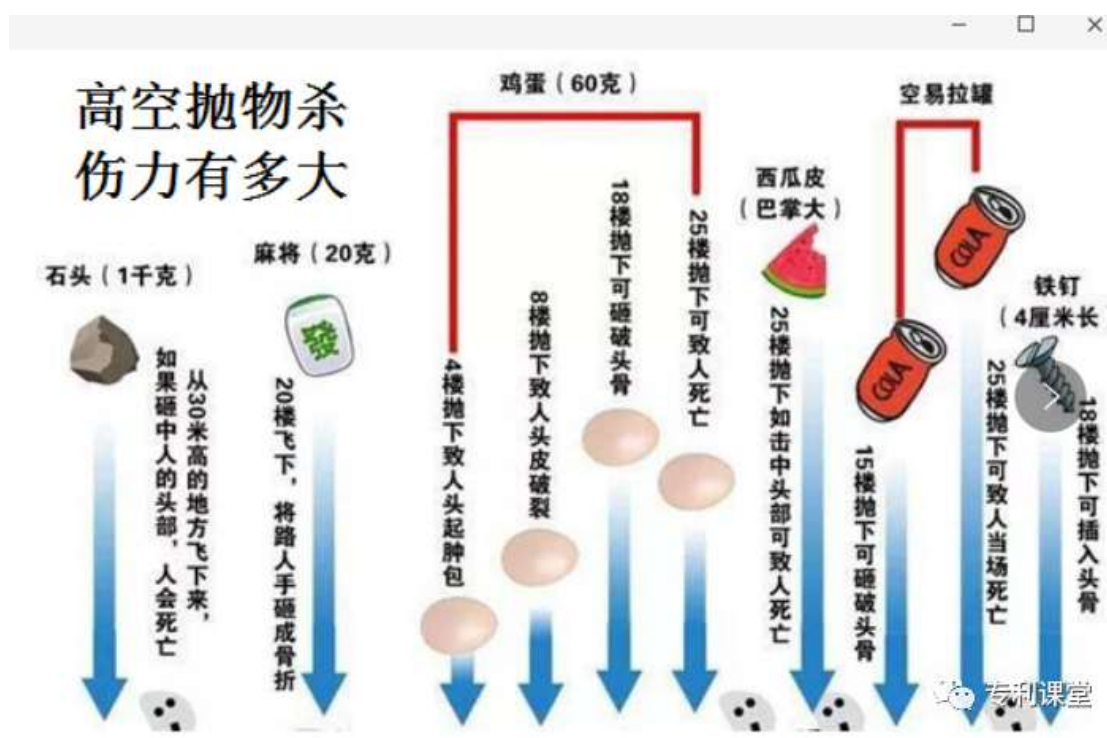 高空抛物杀
伤力有多大
石头（1千克）
从30米高的地方飞下来，
如果砸中人的头部，人会死亡
麻将（20克）
發
20楼飞下，将路人手砸成骨折
鸡蛋（60克）
4楼抛下致人头起肿包
8楼抛下致人头皮破裂
18楼抛下可砸破头骨
25楼抛下可致人死亡
西瓜皮
（巴掌大）
25楼抛下如击中头部可致人死亡
空易拉罐
COLA
15楼抛下可砸破头骨
COLA
25楼抛下可致人当场死亡
铁钉
（4厘米长
18楼抛下可插入头骨
专利课堂